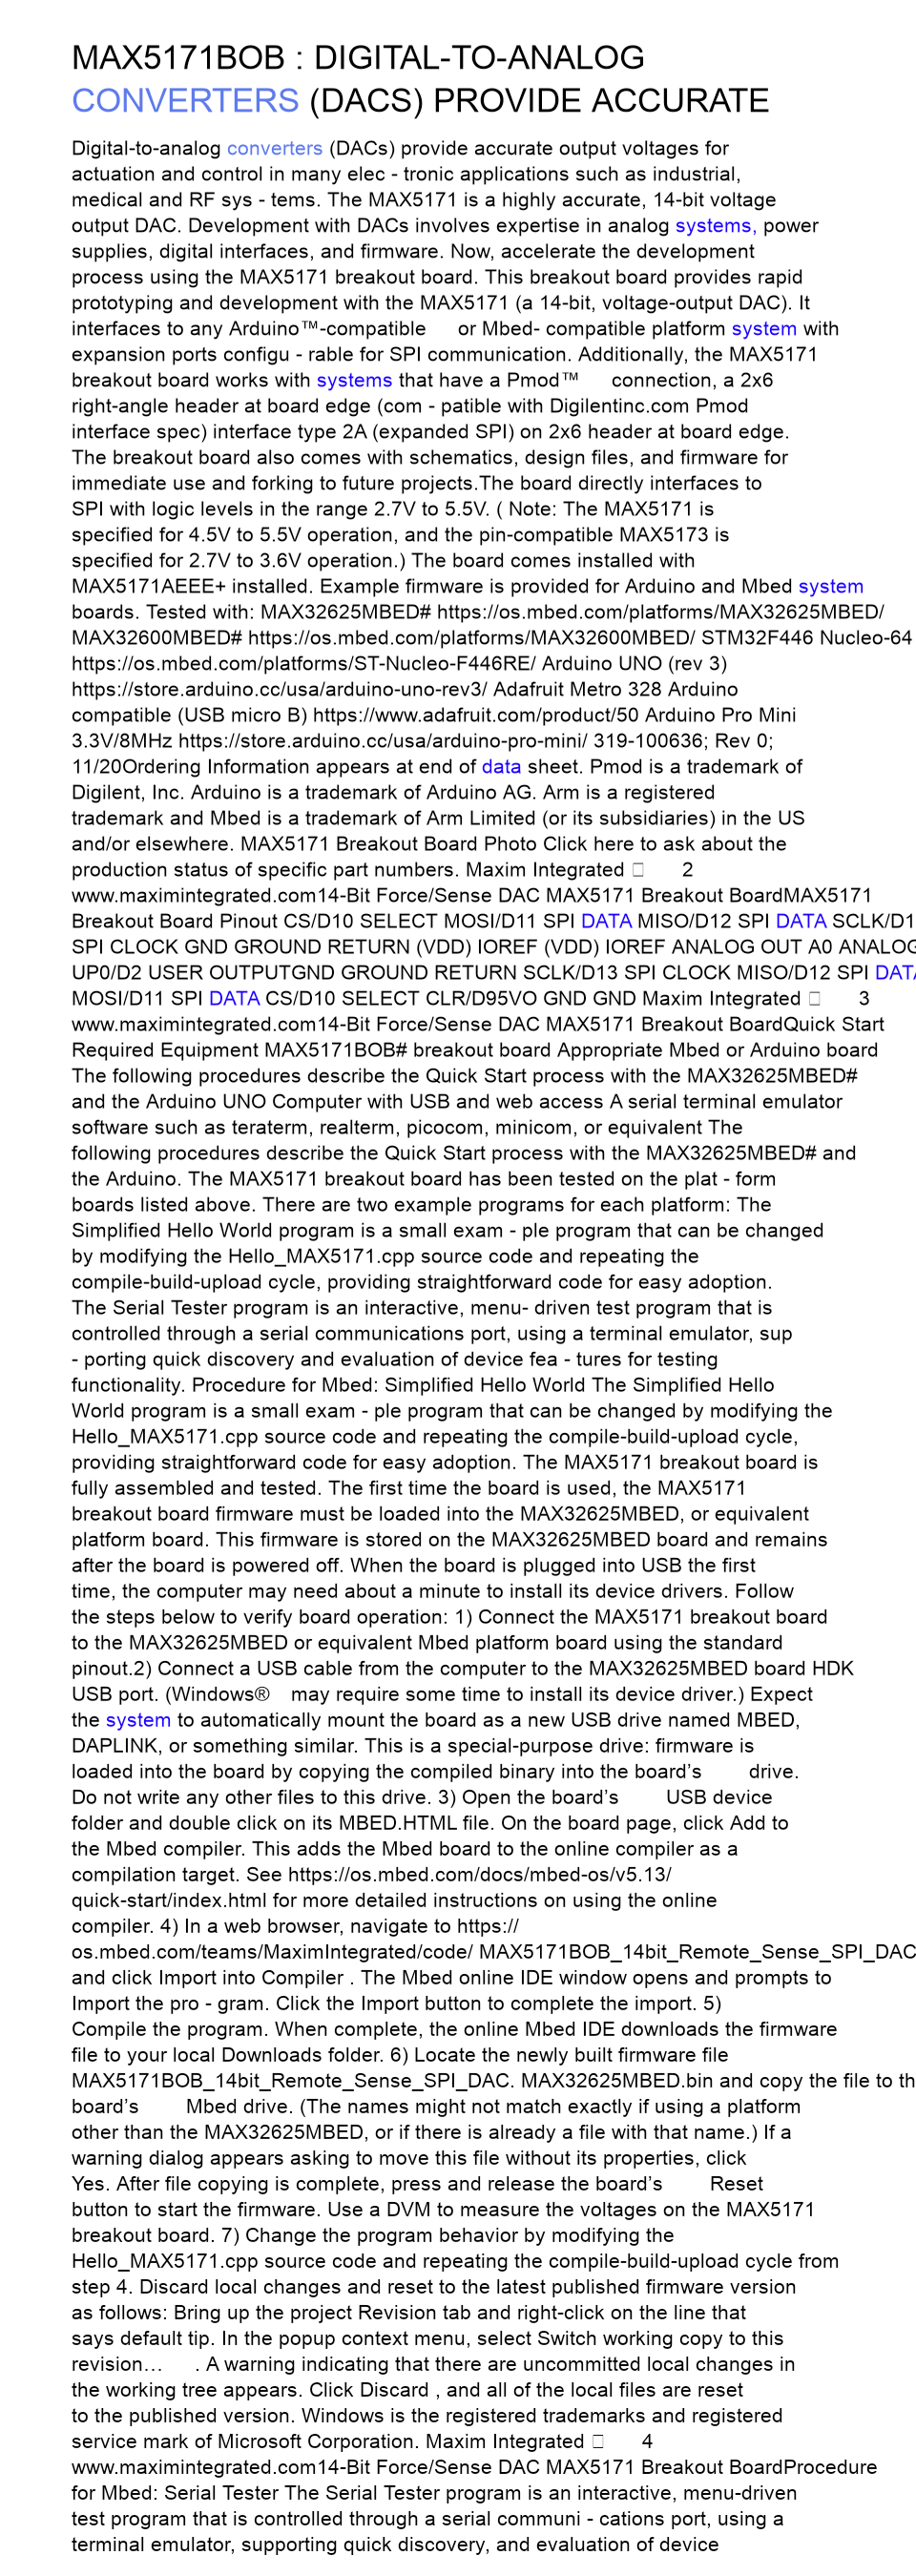 MAX5171BOB : DIGITAL-TO-ANALOG
CONVERTERS (DACS) PROVIDE ACCURATE
Digital-to-analog converters (DACs) provide accurate output voltages for
actuation and control in many elec - tronic applications such as industrial,
medical and RF sys - tems. The MAX5171 is a highly accurate, 14-bit voltage
output DAC. Development with DACs involves expertise in analog systems, power
supplies, digital interfaces, and firmware. Now, accelerate the development
process using the MAX5171 breakout board. This breakout board provides rapid
prototyping and development with the MAX5171 (a 14-bit, voltage-output DAC). It
interfaces to any Arduino™-compatible or Mbed- compatible platform system with
expansion ports configu - rable for SPI communication. Additionally, the MAX5171
breakout board works with systems that have a Pmod™ connection, a 2x6
right-angle header at board edge (com - patible with Digilentinc.com Pmod
interface spec) interface type 2A (expanded SPI) on 2x6 header at board edge.
The breakout board also comes with schematics, design files, and firmware for
immediate use and forking to future projects.The board directly interfaces to
SPI with logic levels in the range 2.7V to 5.5V. ( Note: The MAX5171 is
specified for 4.5V to 5.5V operation, and the pin-compatible MAX5173 is
specified for 2.7V to 3.6V operation.) The board comes installed with
MAX5171AEEE+ installed. Example firmware is provided for Arduino and Mbed system
boards. Tested with: MAX32625MBED# https://os.mbed.com/platforms/MAX32625MBED/
MAX32600MBED# https://os.mbed.com/platforms/MAX32600MBED/ STM32F446 Nucleo-64
https://os.mbed.com/platforms/ST-Nucleo-F446RE/ Arduino UNO (rev 3)
https://store.arduino.cc/usa/arduino-uno-rev3/ Adafruit Metro 328 Arduino
compatible (USB micro B) https://www.adafruit.com/product/50 Arduino Pro Mini
3.3V/8MHz https://store.arduino.cc/usa/arduino-pro-mini/ 319-100636; Rev 0;
11/20Ordering Information appears at end of data sheet. Pmod is a trademark of
Digilent, Inc. Arduino is a trademark of Arduino AG. Arm is a registered
trademark and Mbed is a trademark of Arm Limited (or its subsidiaries) in the US
and/or elsewhere. MAX5171 Breakout Board Photo Click here to ask about the
production status of specific part numbers. Maxim Integrated 2
www.maximintegrated.com14-Bit Force/Sense DAC MAX5171 Breakout BoardMAX5171
Breakout Board Pinout CS/D10 SELECT MOSI/D11 SPI DATA MISO/D12 SPI DATA SCLK/D1
SPI CLOCK GND GROUND RETURN (VDD) IOREF (VDD) IOREF ANALOG OUT A0 ANALOG
UP0/D2 USER OUTPUTGND GROUND RETURN SCLK/D13 SPI CLOCK MISO/D12 SPI DATA
MOSI/D11 SPI DATA CS/D10 SELECT CLR/D95VO GND GND Maxim Integrated 3
www.maximintegrated.com14-Bit Force/Sense DAC MAX5171 Breakout BoardQuick Start
Required Equipment MAX5171BOB# breakout board Appropriate Mbed or Arduino board
The following procedures describe the Quick Start process with the MAX32625MBED#
and the Arduino UNO Computer with USB and web access A serial terminal emulator
software such as teraterm, realterm, picocom, minicom, or equivalent The
following procedures describe the Quick Start process with the MAX32625MBED# and
the Arduino. The MAX5171 breakout board has been tested on the plat - form
boards listed above. There are two example programs for each platform: The
Simplified Hello World program is a small exam - ple program that can be changed
by modifying the Hello_MAX5171.cpp source code and repeating the
compile-build-upload cycle, providing straightforward code for easy adoption.
The Serial Tester program is an interactive, menu- driven test program that is
controlled through a serial communications port, using a terminal emulator, sup
- porting quick discovery and evaluation of device fea - tures for testing
functionality. Procedure for Mbed: Simplified Hello World The Simplified Hello
World program is a small exam - ple program that can be changed by modifying the
Hello_MAX5171.cpp source code and repeating the compile-build-upload cycle,
providing straightforward code for easy adoption. The MAX5171 breakout board is
fully assembled and tested. The first time the board is used, the MAX5171
breakout board firmware must be loaded into the MAX32625MBED, or equivalent
platform board. This firmware is stored on the MAX32625MBED board and remains
after the board is powered off. When the board is plugged into USB the first
time, the computer may need about a minute to install its device drivers. Follow
the steps below to verify board operation: 1) Connect the MAX5171 breakout board
to the MAX32625MBED or equivalent Mbed platform board using the standard
pinout.2) Connect a USB cable from the computer to the MAX32625MBED board HDK
USB port. (Windows® may require some time to install its device driver.) Expect
the system to automatically mount the board as a new USB drive named MBED,
DAPLINK, or something similar. This is a special-purpose drive: firmware is
loaded into the board by copying the compiled binary into the board’s drive.
Do not write any other files to this drive. 3) Open the board’s USB device
folder and double click on its MBED.HTML file. On the board page, click Add to
the Mbed compiler. This adds the Mbed board to the online compiler as a
compilation target. See https://os.mbed.com/docs/mbed-os/v5.13/
quick-start/index.html for more detailed instructions on using the online
compiler. 4) In a web browser, navigate to https://
os.mbed.com/teams/MaximIntegrated/code/ MAX5171BOB_14bit_Remote_Sense_SPI_DAC
and click Import into Compiler . The Mbed online IDE window opens and prompts to
Import the pro - gram. Click the Import button to complete the import. 5)
Compile the program. When complete, the online Mbed IDE downloads the firmware
file to your local Downloads folder. 6) Locate the newly built firmware file
MAX5171BOB_14bit_Remote_Sense_SPI_DAC. MAX32625MBED.bin and copy the file to th
board’s Mbed drive. (The names might not match exactly if using a platform
other than the MAX32625MBED, or if there is already a file with that name.) If a
warning dialog appears asking to move this file without its properties, click
Yes. After file copying is complete, press and release the board’s Reset
button to start the firmware. Use a DVM to measure the voltages on the MAX5171
breakout board. 7) Change the program behavior by modifying the
Hello_MAX5171.cpp source code and repeating the compile-build-upload cycle from
step 4. Discard local changes and reset to the latest published firmware version
as follows: Bring up the project Revision tab and right-click on the line that
says default tip. In the popup context menu, select Switch working copy to this
revision… . A warning indicating that there are uncommitted local changes in
the working tree appears. Click Discard , and all of the local files are reset
to the published version. Windows is the registered trademarks and registered
service mark of Microsoft Corporation. Maxim Integrated 4
www.maximintegrated.com14-Bit Force/Sense DAC MAX5171 Breakout BoardProcedure
for Mbed: Serial Tester The Serial Tester program is an interactive, menu-driven
test program that is controlled through a serial communi - cations port, using a
terminal emulator, supporting quick discovery, and evaluation of device